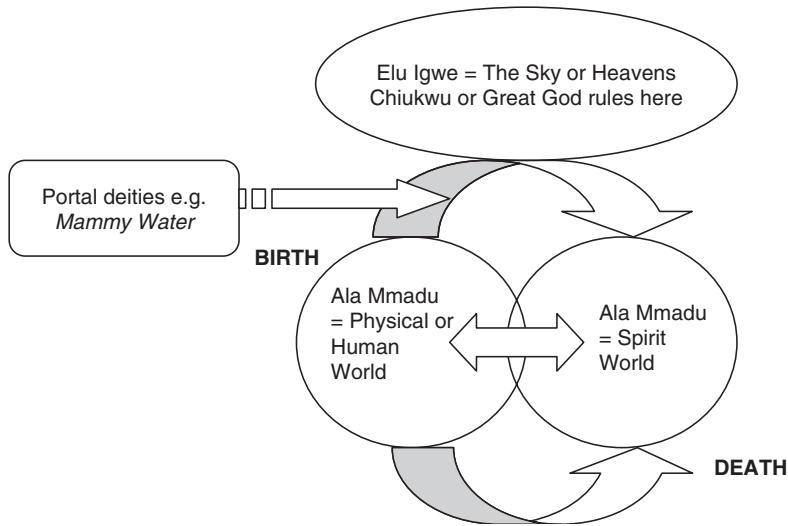 Elu Igwe = The Sky or Heavens
Chiukwu or Great God rules here
Portal deities e.g.
Mammy Water
BIRTH
Ala Mmadu
= Physical or
Human
World
Ala Mmadu
= Spirit
World
DEATH